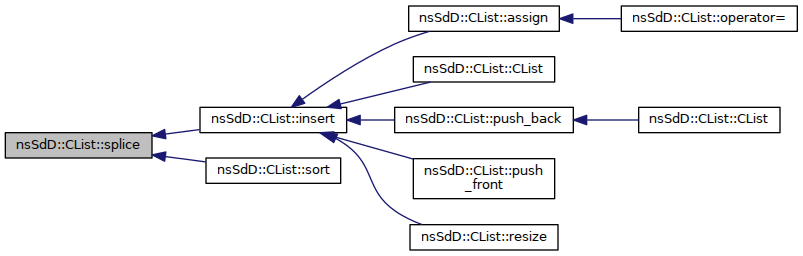 nsSdD::CList::splice
nsSdD::CList::insert
nsSdD::CList::sort
nsSdD::CList::assign
nsSdD::CList::CList
nsSdD::CList::push_back
nsSdD::CList::push
_front
nsSdD::CList::resize
nsSdD::CList::operator=
nsSdD::CList::CList